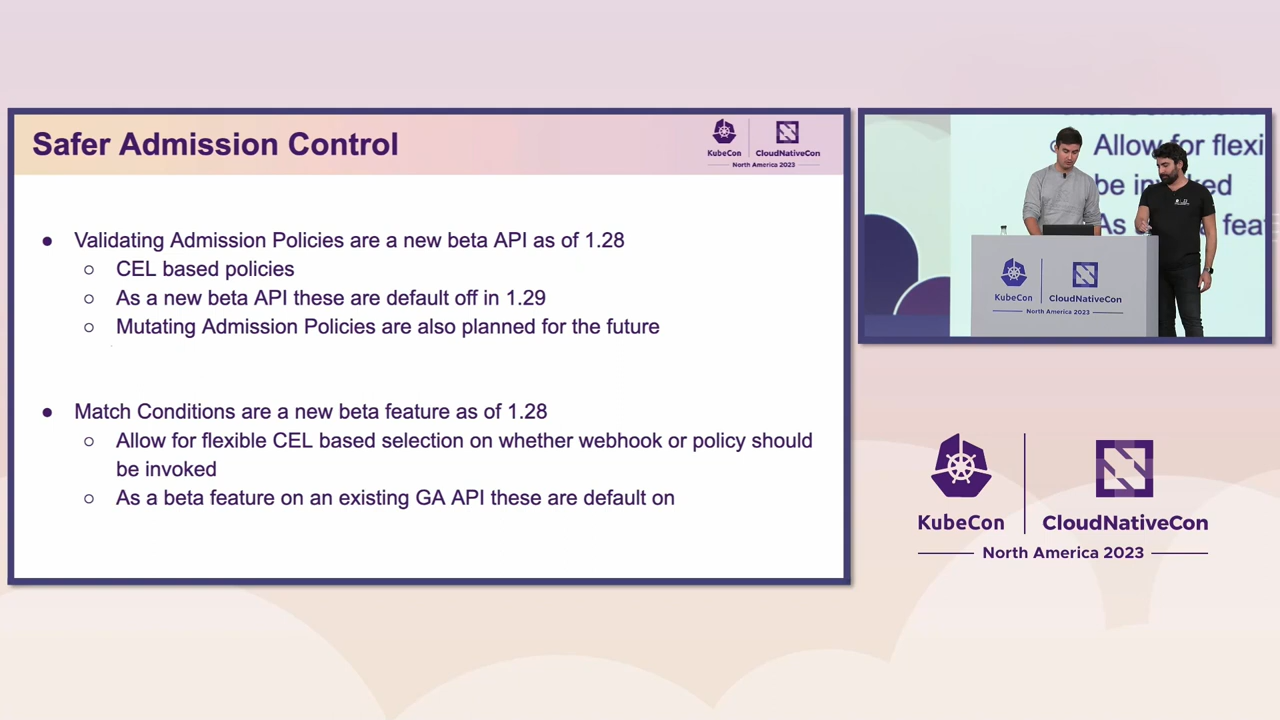 Safer Admission Control
KubeCon
CloudNativeCon
North America 2023
● Validating Admission Policies are a new beta API as of 1.28
○ CEL based policies
○ As a new beta API these are default off in 1.29
○ Mutating Admission Policies are also planned for the future
● Match Conditions are a new beta feature as of 1.28
○ Allow for flexible CEL based selection on whether webhook or policy should
be invoked
○ As a beta feature on an existing GA API these are default on
Allow for flexi
be in ked
As feat
KubeCon
CloudNativeCon
North America 2023
KubeCon
CloudNativeCon
North America 2023